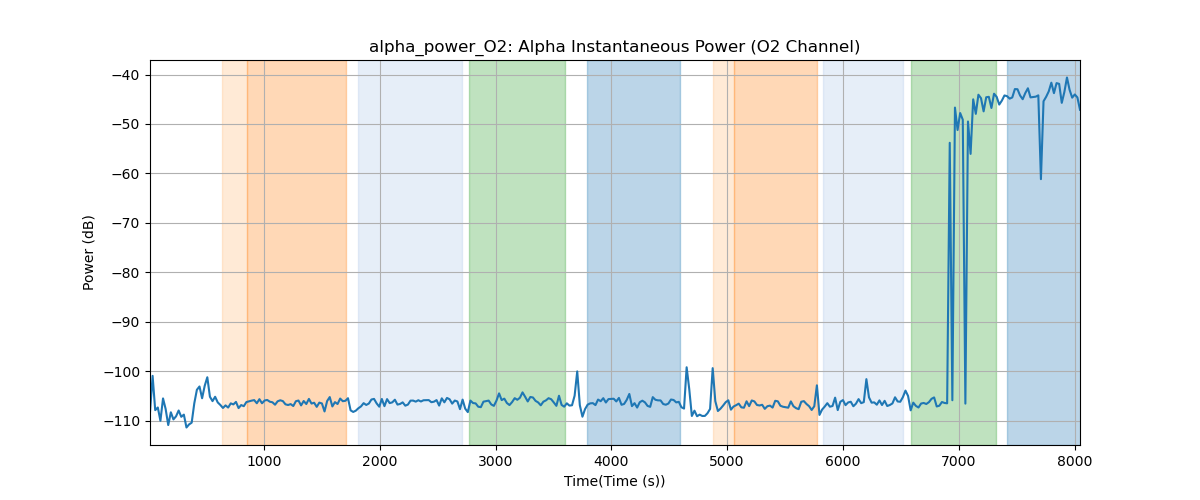 alpha_power_O2: Alpha Instantaneous Power (O2 Channel)
Power (dB)
−40
−50
−60
−70
−80
−90
−100
−110
1000 2000 3000 4000 5000 6000 7000 8000
Time(Time (s))